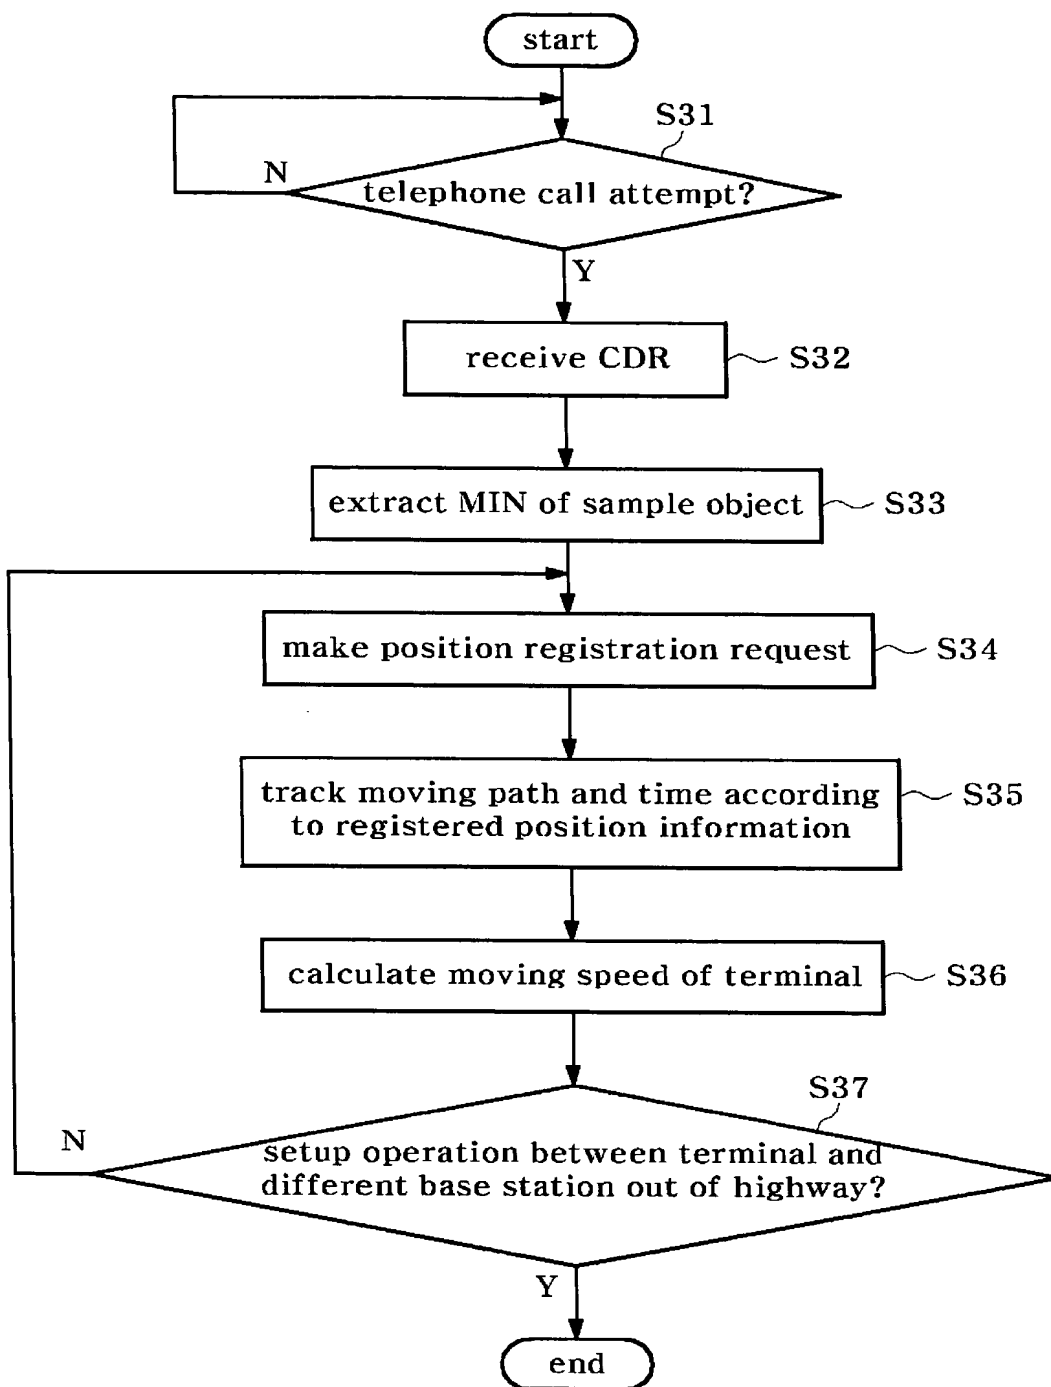 start
S31
N
telephone call attempt?
Y
receive CDR
S32
extract MIN of sample object
S33
make position registration request
S34
track moving path and time according
to registered position information
S35
calculate moving speed of terminal
S36
S37
N
setup operation between terminal and
different base station out of highway?
Y
end